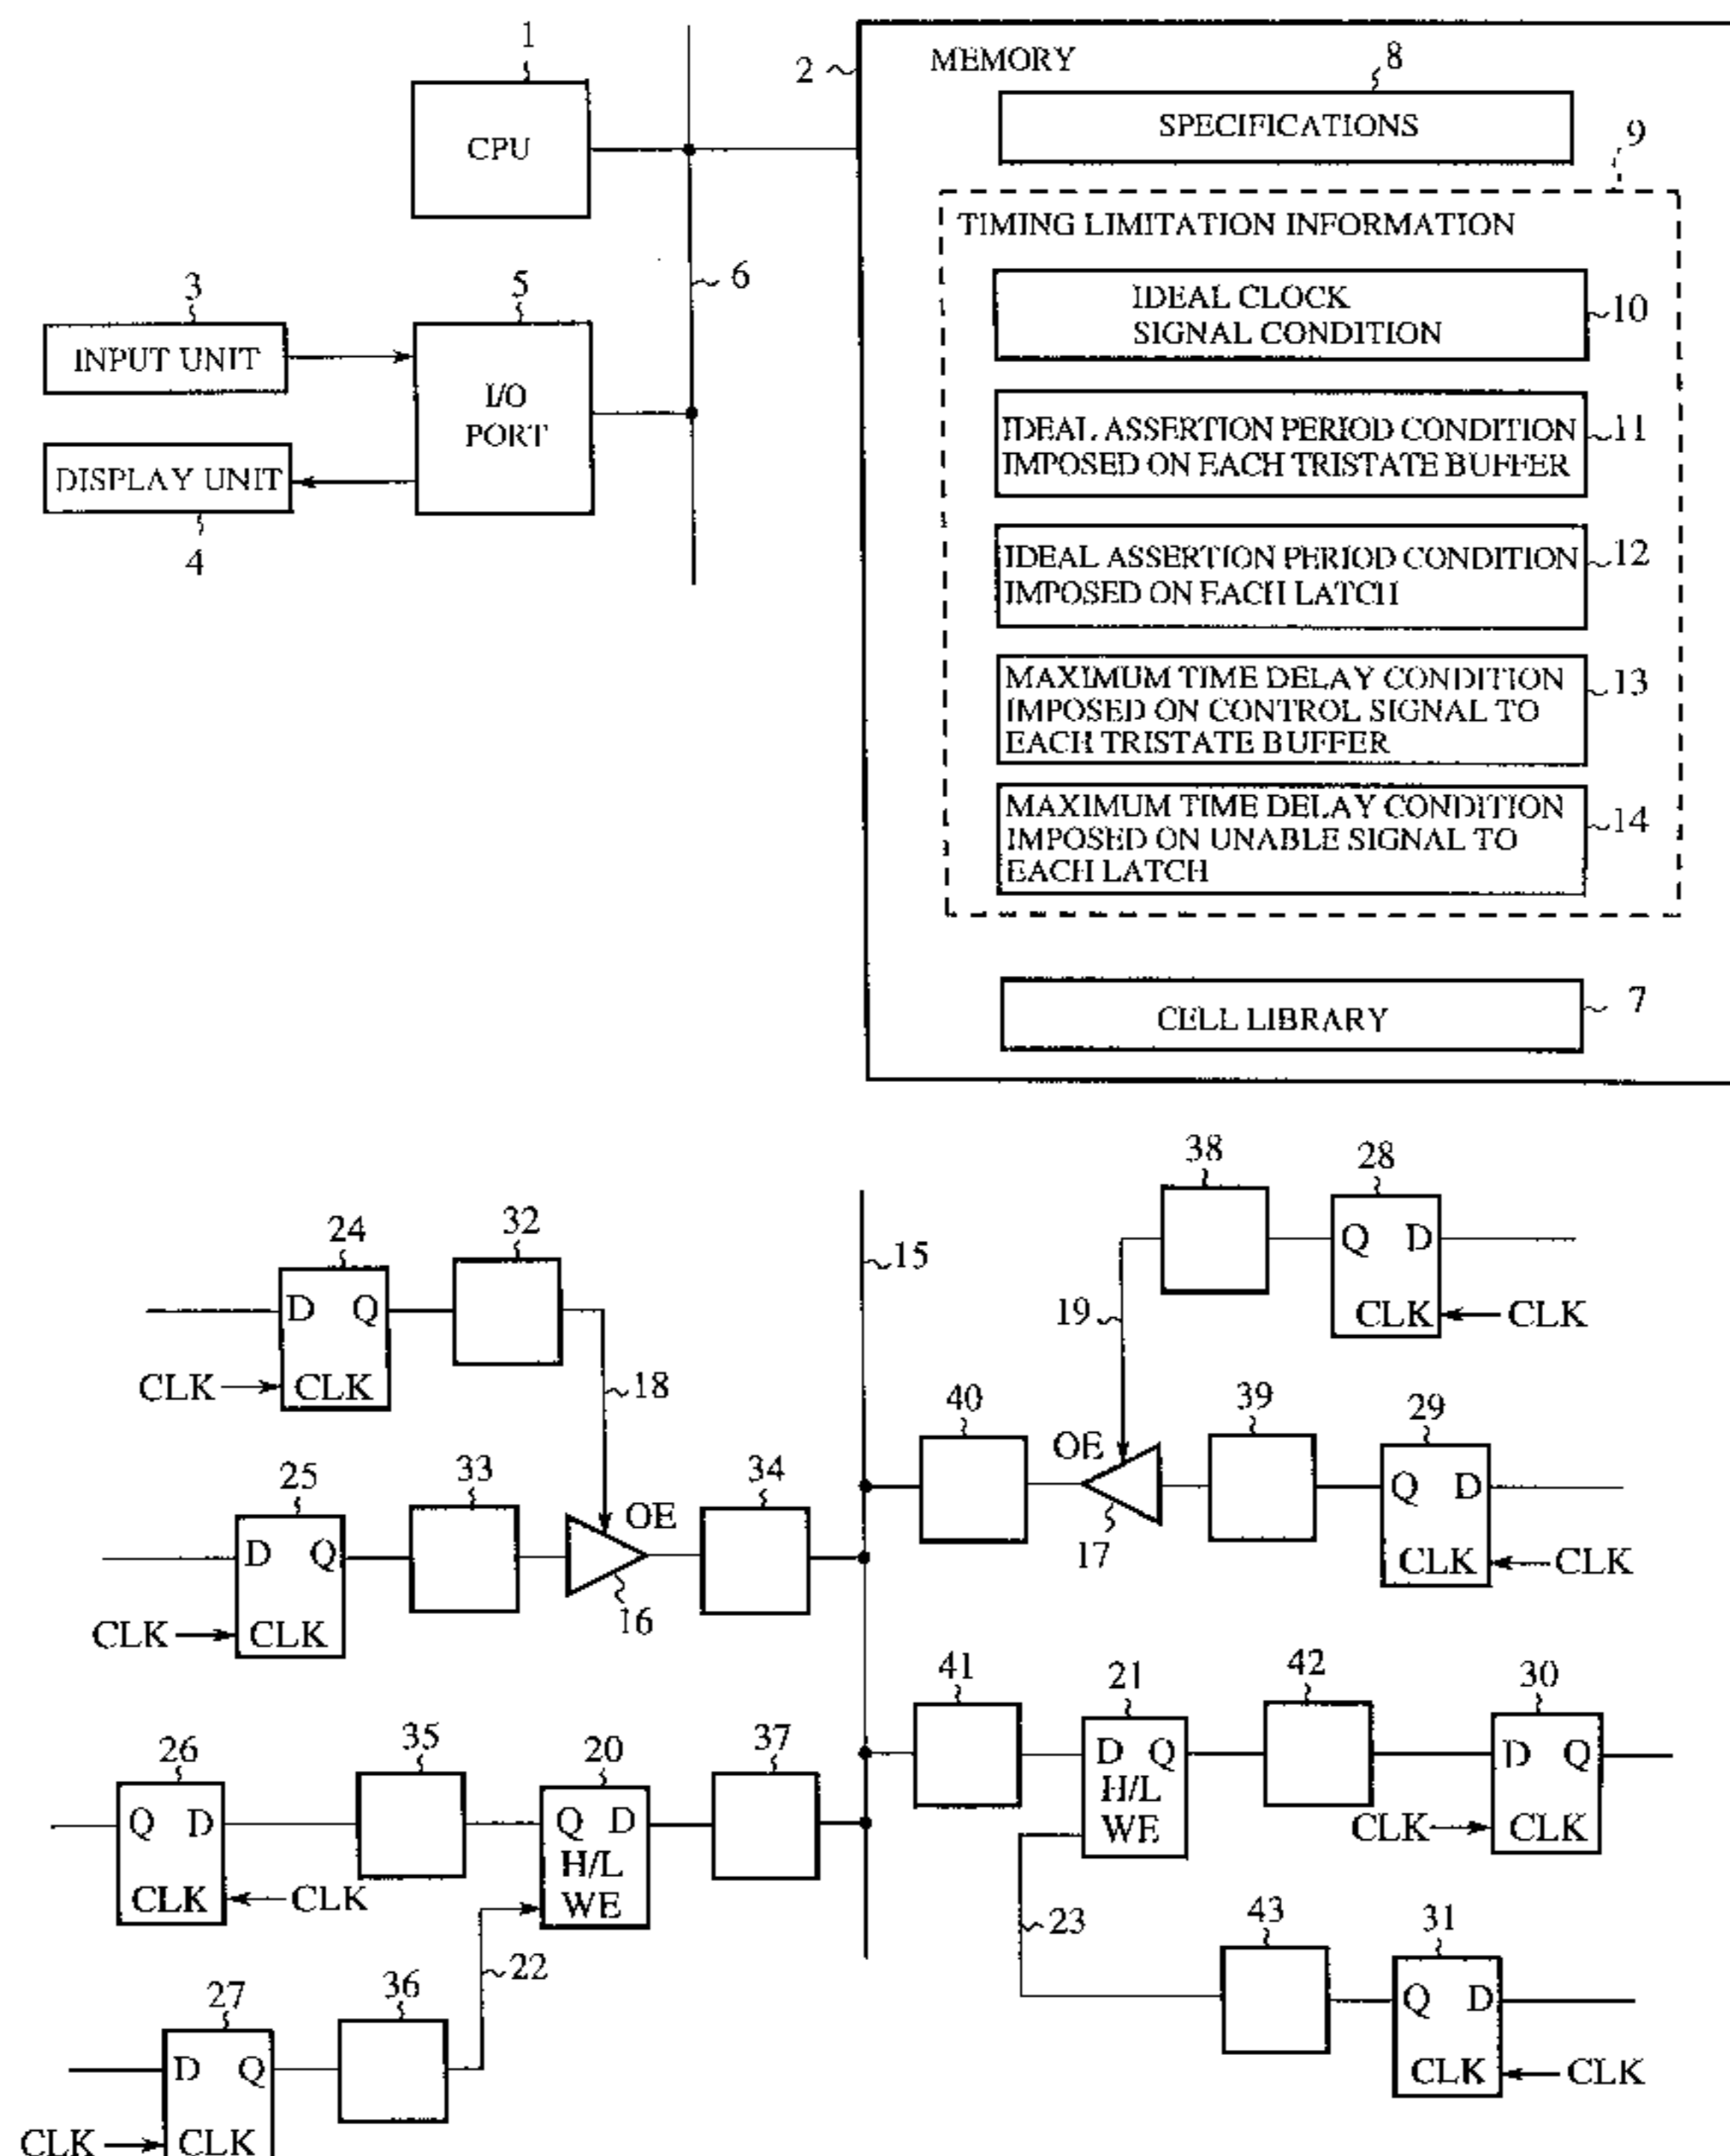 1
CPU
2
MEMORY
8
SPECIFICATIONS
9
TIMING LIMITATION INFORMATION
IDEAL CLOCK
SIGNAL CONDITION
10
IDEAL ASSERTION PERIOD CONDITION
IMPOSED ON EACH TRISTATE BUFFER
11
IDEAL ASSERTION PERIOD CONDITION
IMPOSED ON EACH LATCH
12
MAXIMUM TIME DELAY CONDITION
IMPOSED ON CONTROL SIGNAL TO
EACH TRISTATE BUFFER
13
MAXIMUM TIME DELAY CONDITION
IMPOSED ON UNABLE SIGNAL TO
EACH LATCH
14
CELL LIBRARY
7
6
3
INPUT UNIT
5
I/O
PORT
DISPLAY UNIT
4
24
32
D Q
CLK
CLK
18
25
33
OE
34
D Q
CLK
CLK
16
15
38
28
Q D
CLK
CLK
19
40
OE
39
29
17
Q D
CLK
CLK
26
35
20
37
Q D
CLK
CLK
Q D
H/L
WE
22
27
36
D Q
CLK
CLK
41
21
42
30
D Q
H/L
WE
D Q
CLK
CLK
23
43
31
Q D
CLK
CLK